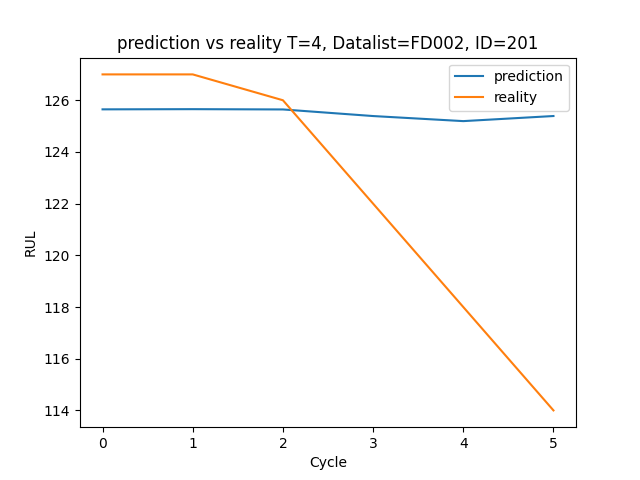 prediction vs reality T=4, Datalist=FD002, ID=201
prediction
reality
126
124
122
120
118
116
114
RUL
0 1 2 3 4 5
Cycle